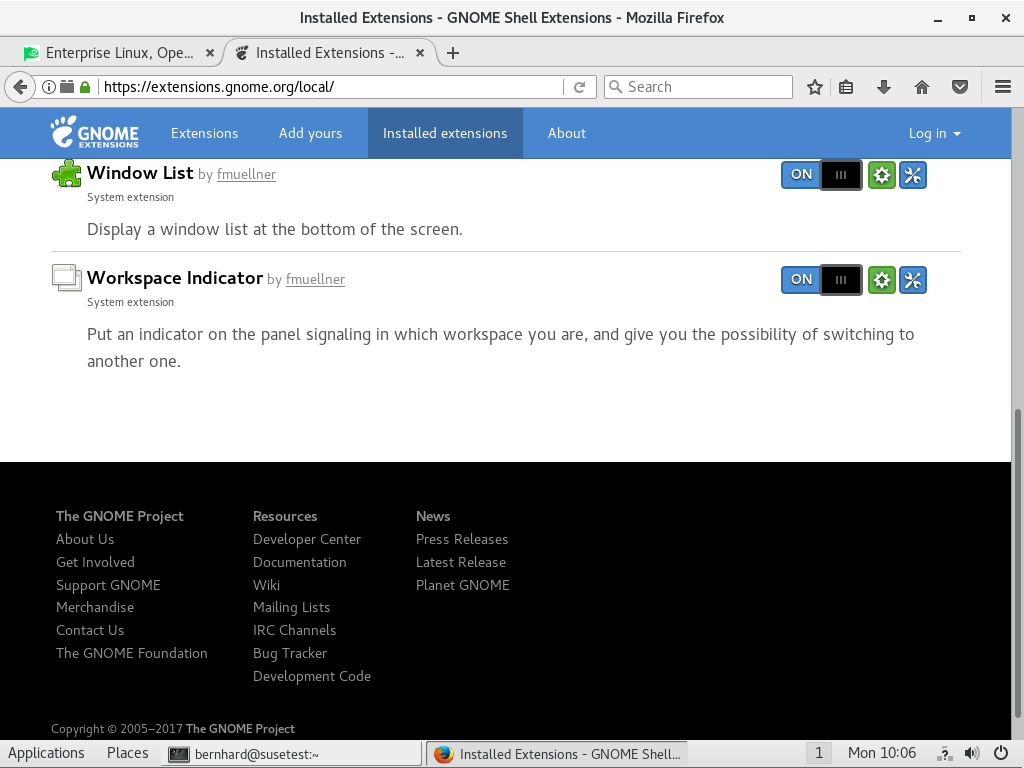 Installed Extensions - GNOME Shell Extensions - Mozilla Firefox
Enterprise Linux, Ope...
Installed Extensions -...
https://extensions.gnome.org/local/
Search
GNOME EXTENSIONS
Extensions
Add yours
Installed extensions
About
Log in
Window List by fmuellner
ON
System extension
Display a window list at the bottom of the screen.
Workspace Indicator by fmuellner
ON
System extension
Put an indicator on the panel signaling in which workspace you are, and give you the possibility of switching to
another one.
The GNOME Project
About Us
Get Involved
Support GNOME
Merchandise
Contact Us
The GNOME Foundation
Resources
Developer Center
Documentation
Wiki
Mailing Lists
IRC Channels
Bug Tracker
Development Code
News
Press Releases
Latest Release
Planet GNOME
Copyright © 2005–2017 The GNOME Project
Applications
Places
bernhard@susetest:~
Installed Extensions - GNOME Shell...
1
Mon 10:06